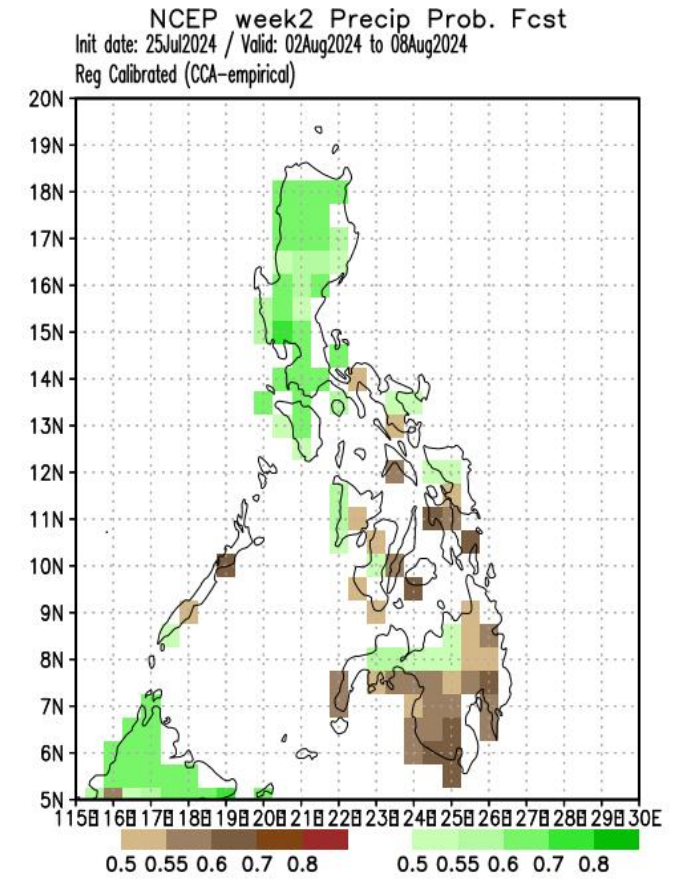 NCEP week2 Precip Prob. Fcst
Init date: 25Jul2024 / Valid: 02Aug2024 to 08Aug2024
Reg Calibrated (CCA-empirical)
20N
19N
18N
17N
16N
15N
14N
13N
12N
11N
10N
9N
8N
7N
6N
5N
115E 116E 117E 118E 119E 120E 121E 122E 123E 124E 125E 126E 127E 128E 129E 130E
0.5 0.55 0.6 0.7 0.8 0.5 0.55 0.6 0.7 0.8